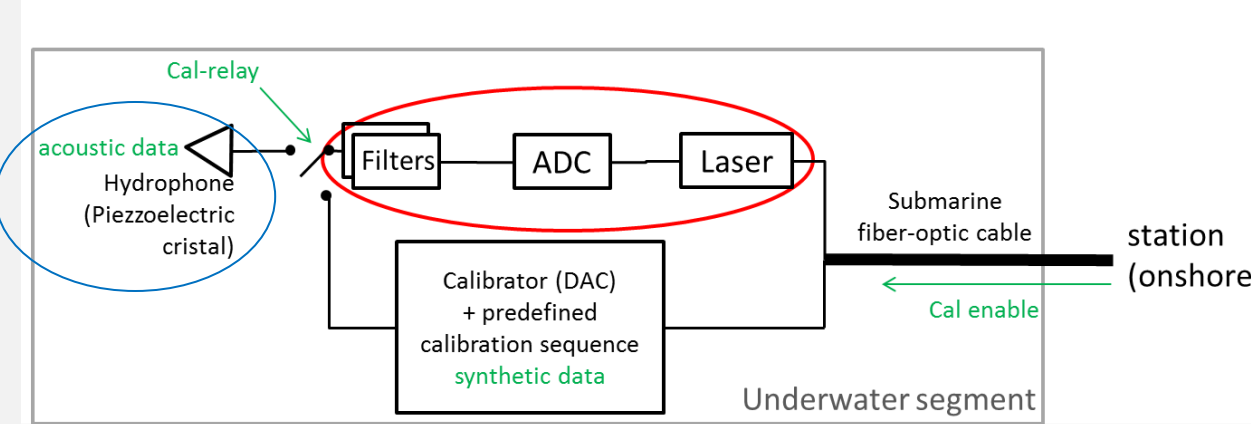 Cal-relay
acoustic data
Hydrophone
(Piezzoelectric
cristal)
Filters
ADC
Laser
Submarine
fiber-optic cable
station
(onshore
Cal enable
Calibrator (DAC)
+ predefined
calibration sequence
synthetic data
Underwater segment